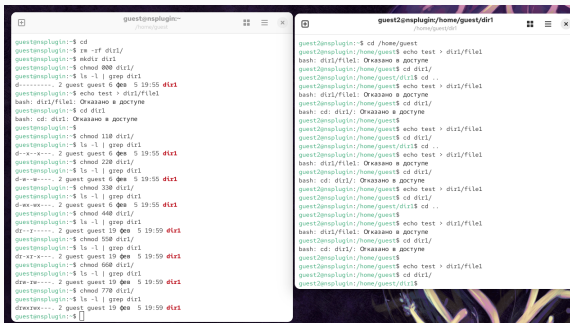 guest@nsplugin:~
/home/guest
guest@nsplugin:~$ cd
guest@nsplugin:~$ rm -rf dir1/
guest@nsplugin:~$ mkdir dir1
guest@nsplugin:~$ chmod 000 dir1/
guest@nsplugin:~$ ls -l | grep dir1
d---------. 2 guest guest 6 фев 5 19:55 dir1
guest@nsplugin:~$ echo test > dir1/file1
bash: dir1/file1: Отказано в доступе
guest@nsplugin:~$ cd dir1
bash: cd: dir1: Отказано в доступе
guest@nsplugin:~$
guest@nsplugin:~$ chmod 110 dir1/
guest@nsplugin:~$ ls -l | grep dir1
d--x--x---. 2 guest guest 6 фев 5 19:55 dir1
guest@nsplugin:~$ chmod 220 dir1/
guest@nsplugin:~$ ls -l | grep dir1
d-w--w----. 2 guest guest 6 фев 5 19:55 dir1
guest@nsplugin:~$ chmod 330 dir1/
guest@nsplugin:~$ ls -l | grep dir1
d-wx-wx---. 2 guest guest 6 фев 5 19:55 dir1
guest@nsplugin:~$ chmod 440 dir1/
guest@nsplugin:~$ ls -l | grep dir1
dr--r-----. 2 guest guest 19 фев 5 19:59 dir1
guest@nsplugin:~$ chmod 550 dir1/
guest@nsplugin:~$ ls -l | grep dir1
dr-xr-x---. 2 guest guest 19 фев 5 19:59 dir1
guest@nsplugin:~$ chmod 660 dir1/
guest@nsplugin:~$ ls -l | grep dir1
drw-rw----. 2 guest guest 19 фев 5 19:59 dir1
guest@nsplugin:~$ chmod 770 dir1/
guest@nsplugin:~$ ls -l | grep dir1
drwxrwx---. 2 guest guest 19 фев 5 19:59 dir1
guest@nsplugin:~$
guest2@nsplugin:/home/guest/dir1
/home/guest/dir1
guest2@nsplugin:~$ cd /home/guest
guest2@nsplugin:/home/guest$ echo test > dir1/file1
bash: dir1/file1: Отказано в доступе
guest2@nsplugin:/home/guest$ cd dir1/
guest2@nsplugin:/home/guest/dir1$ cd ..
guest2@nsplugin:/home/guest$ echo test > dir1/file1
bash: dir1/file1: Отказано в доступе
guest2@nsplugin:/home/guest$ cd dir1/
bash: cd: dir1/: Отказано в доступе
guest2@nsplugin:/home/guest$
guest2@nsplugin:/home/guest$ echo test > dir1/file1
guest2@nsplugin:/home/guest$ cd dir1/
guest2@nsplugin:/home/guest/dir1$ cd ..
guest2@nsplugin:/home/guest$ echo test > dir1/file1
bash: dir1/file1: Отказано в доступе
guest2@nsplugin:/home/guest$ cd dir1/
bash: cd: dir1/: Отказано в доступе
guest2@nsplugin:/home/guest$ echo test > dir1/file1
guest2@nsplugin:/home/guest$ cd dir1/
guest2@nsplugin:/home/guest/dir1$ cd ..
guest2@nsplugin:/home/guest$
guest2@nsplugin:/home/guest$ echo test > dir1/file1
bash: dir1/file1: Отказано в доступе
guest2@nsplugin:/home/guest$ cd dir1/
bash: cd: dir1/: Отказано в доступе
guest2@nsplugin:/home/guest$
guest2@nsplugin:/home/guest$ echo test > dir1/file1
guest2@nsplugin:/home/guest$ cd dir1/
guest2@nsplugin:/home/guest/dir1$